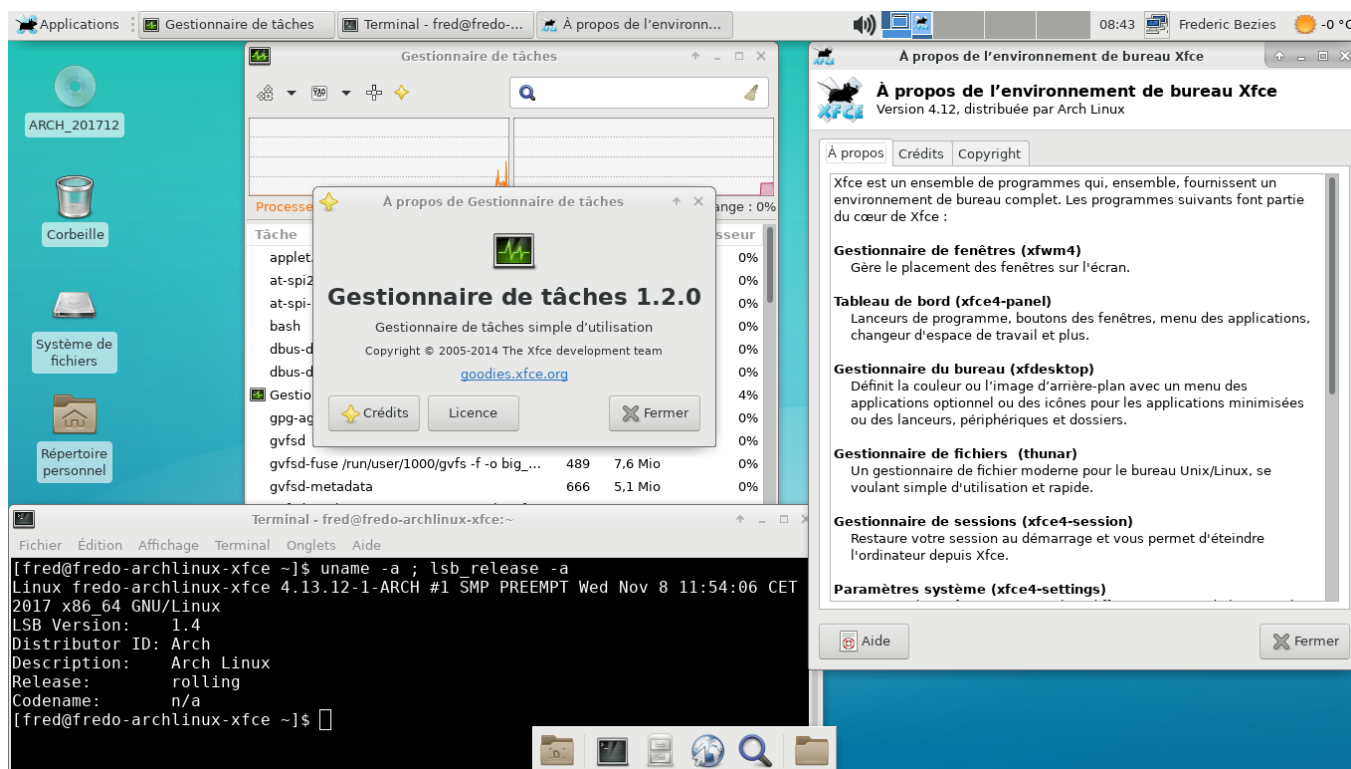 Applications
Gestionnaire de tâches
Terminal - fred@fredo-...
À propos de l'environn...
08:43
Frederic Bezies
-0 °C
ARCH_201712
Corbeille
Système de
fichiers
Répertoire
personnel
Gestionnaire de tâches
Processe
ange : 0%
Tâche
sseur
applet.
0%
at-spi2
0%
at-spi-
0%
bash
0%
dbus-d
0%
dbus-d
0%
Gestio
4%
gpg-ag
0%
gvfsd
0%
gvfsd-fuse /run/user/1000/gvfs -f -o big_... 489 7,6 Mio 0%
gvfsd-metadata 666 5,1 Mio 0%
À propos de Gestionnaire de tâches
Gestionnaire de tâches 1.2.0
Gestionnaire de tâches simple d'utilisation
Copyright © 2005-2014 The Xfce development team
goodies.xfce.org
Crédits
Licence
Fermer
À propos de l'environnement de bureau Xfce
XFCE
À propos de l'environnement de bureau Xfce
Version 4.12, distribuée par Arch Linux
À propos Crédits Copyright
Xfce est un ensemble de programmes qui, ensemble, fournissent un
environnement de bureau complet. Les programmes suivants font partie
du cœur de Xfce :
Gestionnaire de fenêtres (xfwm4)
Gère le placement des fenêtres sur l'écran.
Tableau de bord (xfce4-panel)
Lanceurs de programme, boutons des fenêtres, menu des applications,
changeur d'espace de travail et plus.
Gestionnaire du bureau (xfdesktop)
Définit la couleur ou l'image d'arrière-plan avec un menu des
applications optionnel ou des icônes pour les applications minimisées
ou des lanceurs, périphériques et dossiers.
Gestionnaire de fichiers (thunar)
Un gestionnaire de fichier moderne pour le bureau Unix/Linux, se
voulant simple d'utilisation et rapide.
Gestionnaire de sessions (xfce4-session)
Restaure votre session au démarrage et vous permet d'éteindre
l'ordinateur depuis Xfce.
Paramètres système (xfce4-settings)
Aide
Fermer
Terminal - fred@fredo-archlinux-xfce:~
Fichier Édition Affichage Terminal Onglets Aide
[fred@fredo-archlinux-xfce ~]$ uname -a ; lsb_release -a
Linux fredo-archlinux-xfce 4.13.12-1-ARCH #1 SMP PREEMPT Wed Nov 8 11:54:06 CET
2017 x86_64 GNU/Linux
LSB Version: 1.4
Distributor ID: Arch
Description: Arch Linux
Release: rolling
Codename: n/a
[fred@fredo-archlinux-xfce ~]$